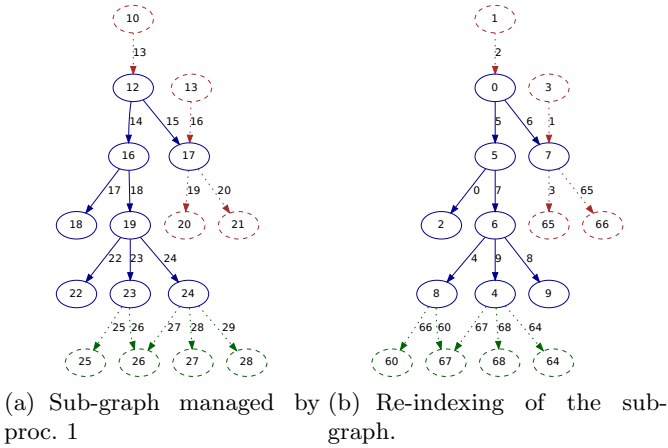 10 1
13 2
12 13 0 3
14 15 16 5 6 1
16 17 5 7
17 18 19 20 0 7 3 65
18 19 20 21 2 6 65 66
22 23 24 4 9 8
22 23 24 8 4 9
25 26 27 28 29 66 60 67 68 64
25 26 27 28 60 67 68 64
(a) Sub-graph managed by
proc. 1
(b) Re-indexing of the sub-
graph.